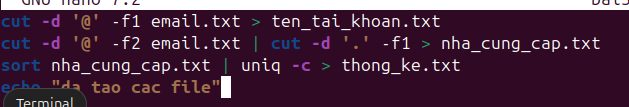 GNU nano 7.2
cut -d '@' -f1 email.txt > ten_tai_khoan.txt
cut -d '@' -f2 email.txt | cut -d '.' -f1 > nha_cung_cap.txt
sort nha_cung_cap.txt | uniq -c > thong_ke.txt
echo "da tao cac file"
Terminal